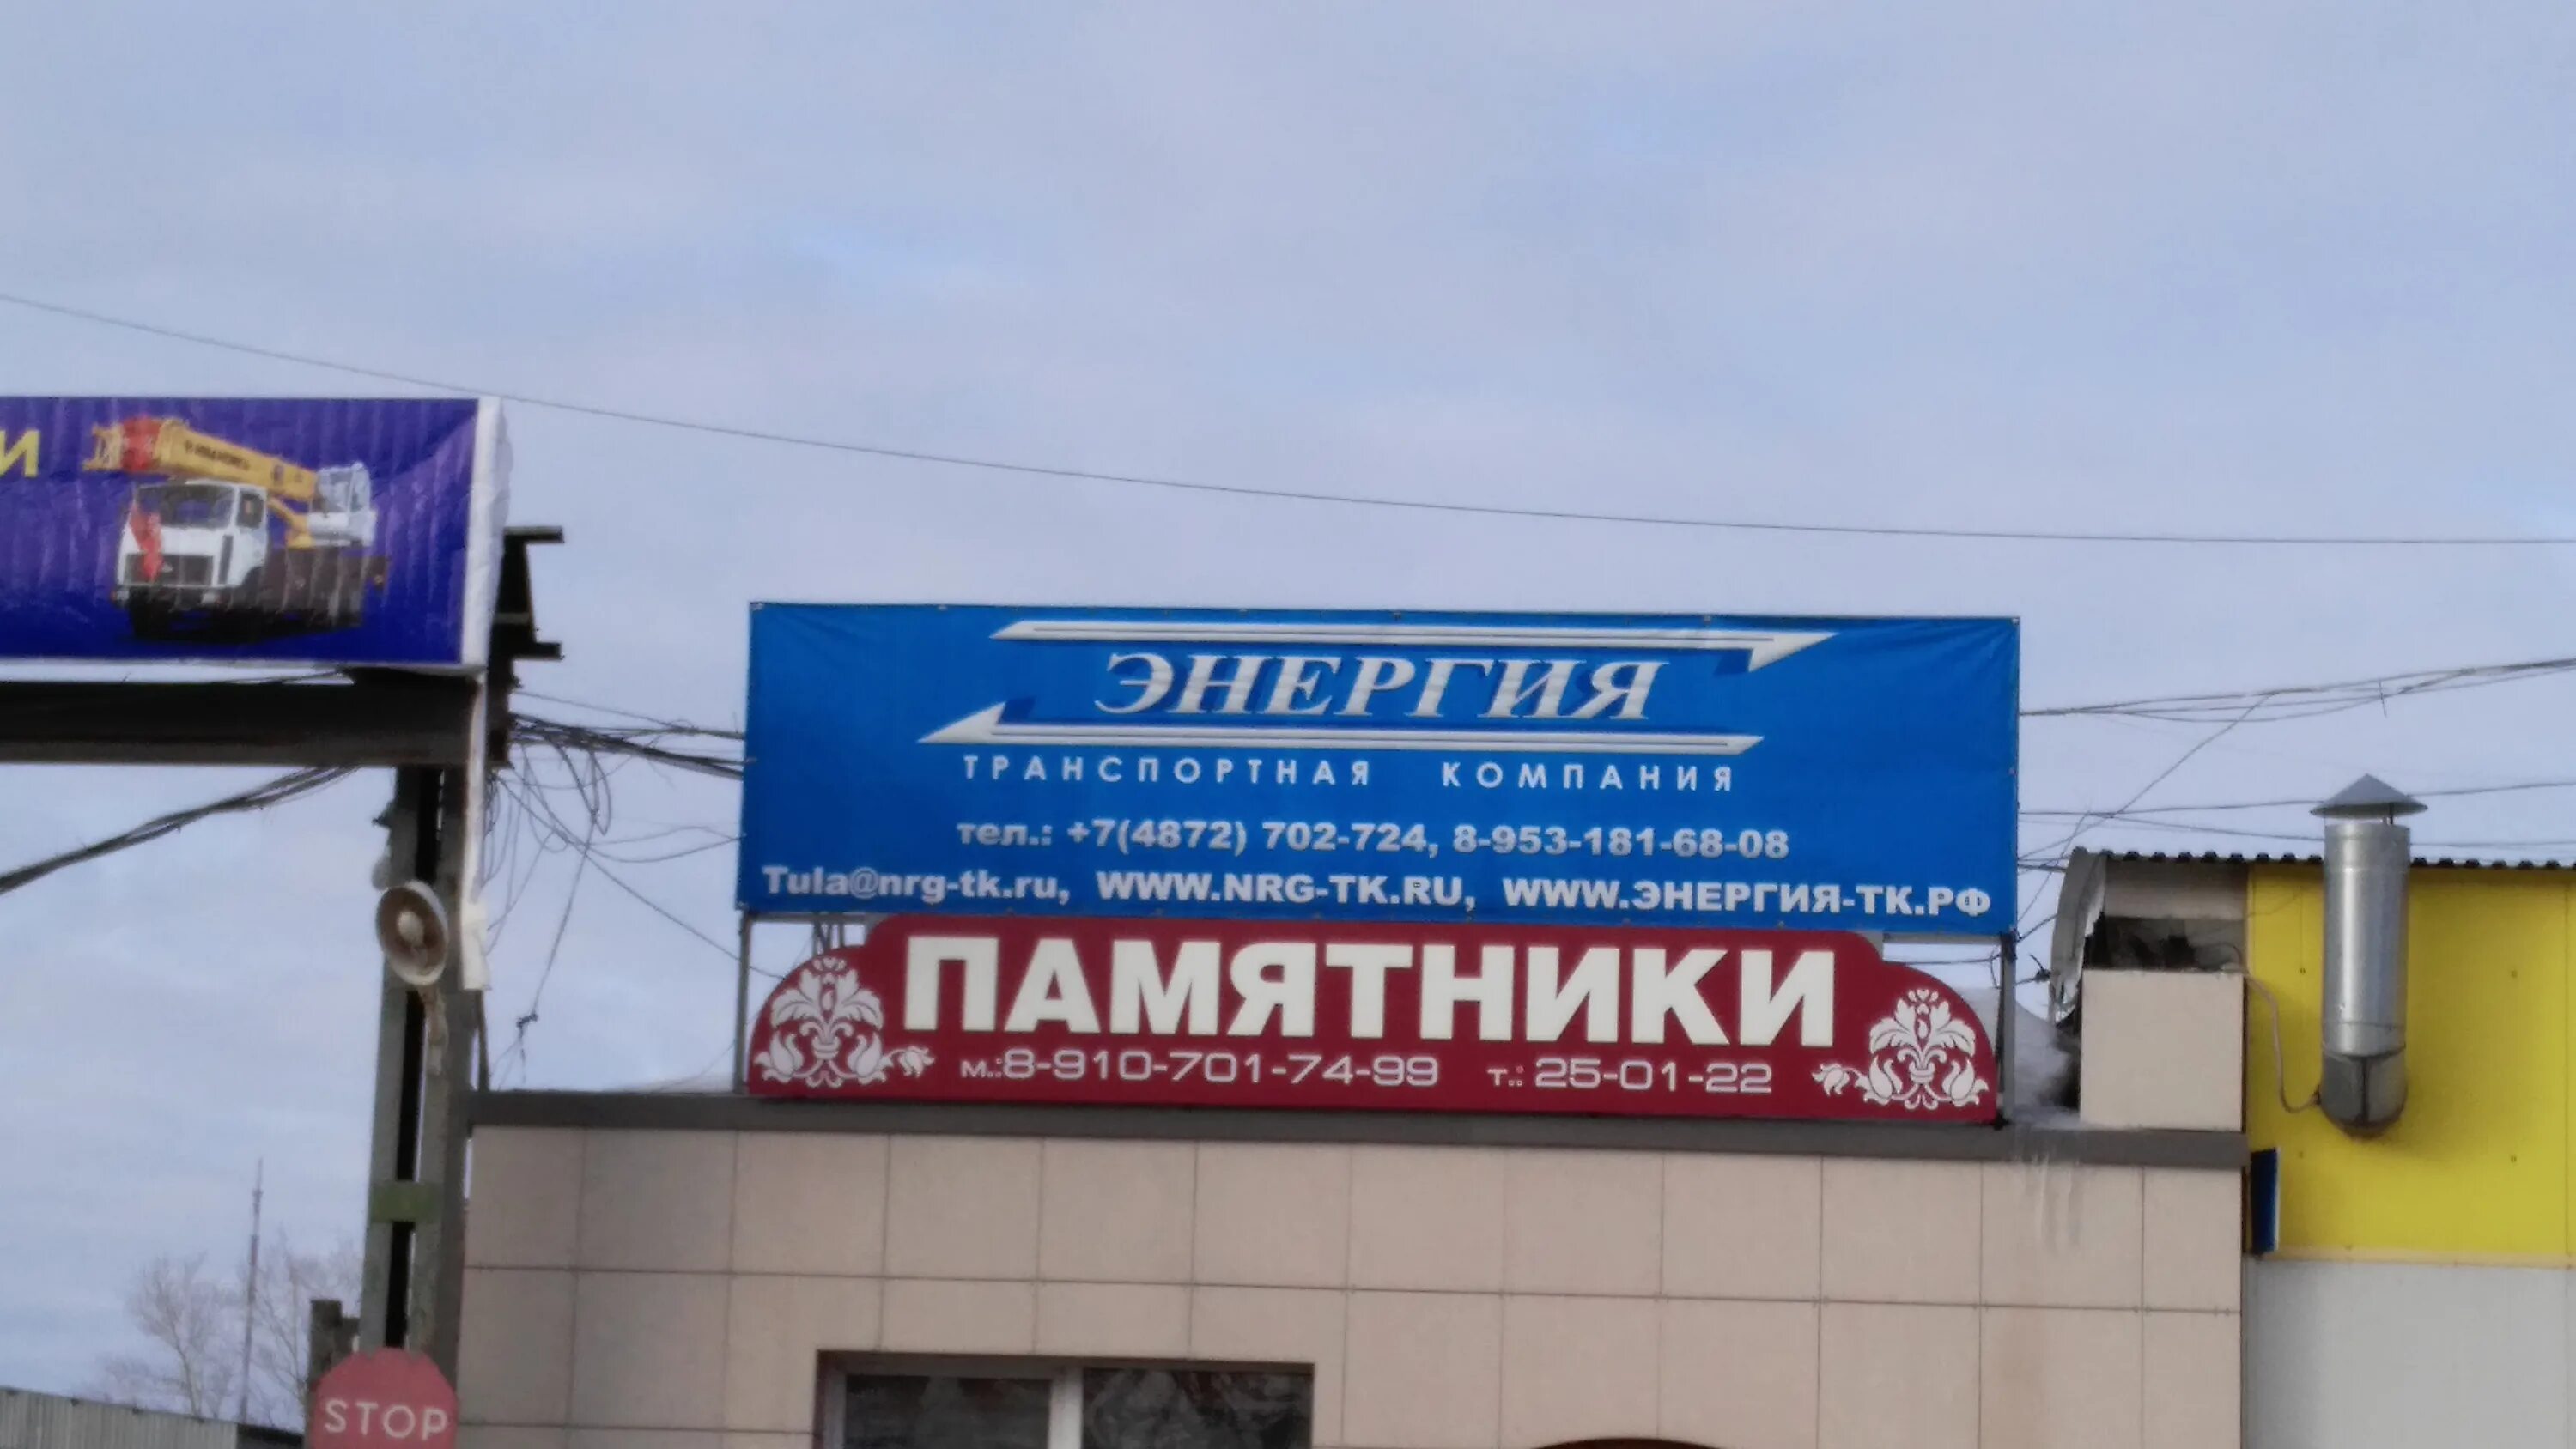 И
ЭНЕРГИЯ
ТРАНСПОРТНАЯ КОМПАНИЯ
тел.: +7(4872) 702-724, 8-953-181-68-08
Tula@nrg-tk.ru, WWW.NRG-TK.RU, WWW.ЭНЕРГИЯ-ТК.РФ
ПАМЯТНИКИ
м.:8-910-701-74-99 т.: 25-01-22
STOP